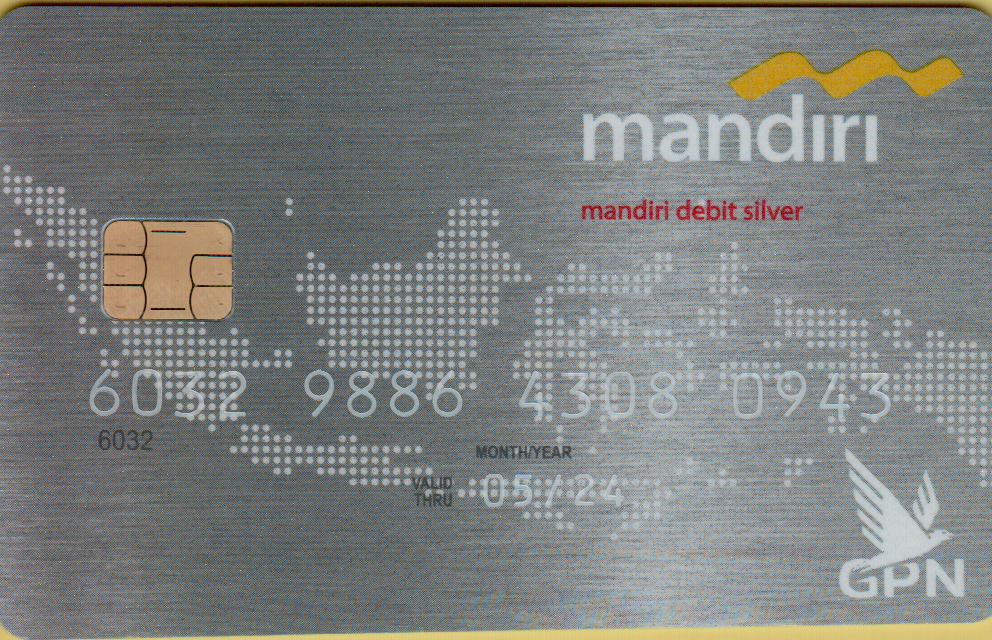 mandiri
mandiri debit silver
6032 9886 4308 0943
6032
MONTH/YEAR
VALID THRU 05/24
GPN